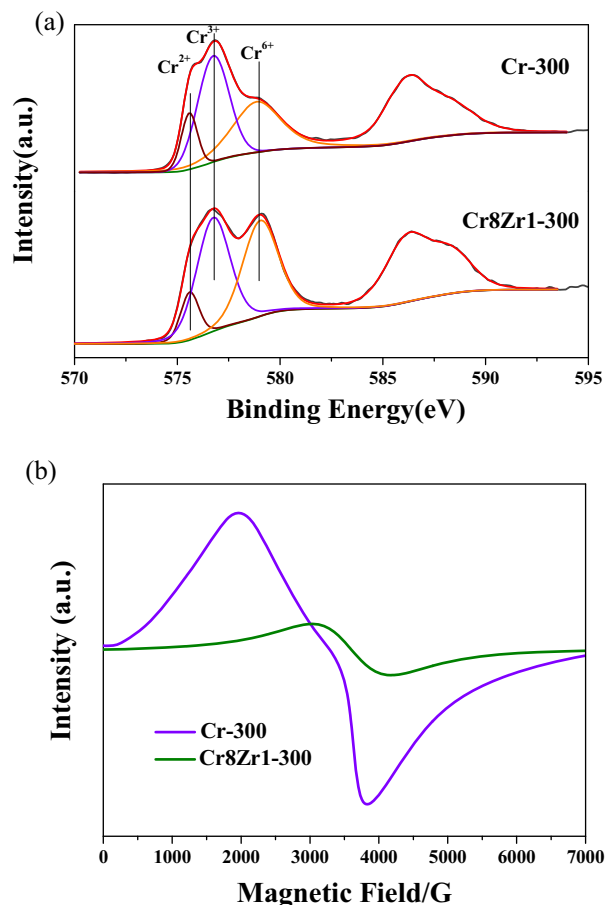 (a)
Cr²⁺
Cr³⁺
Cr⁶⁺
Cr-300
Cr8Zr1-300
Intensity(a.u.)
570 575 580 585 590 595
Binding Energy(eV)
(b)
Intensity (a.u.)
Cr-300
Cr8Zr1-300
0 1000 2000 3000 4000 5000 6000 7000
Magnetic Field/G